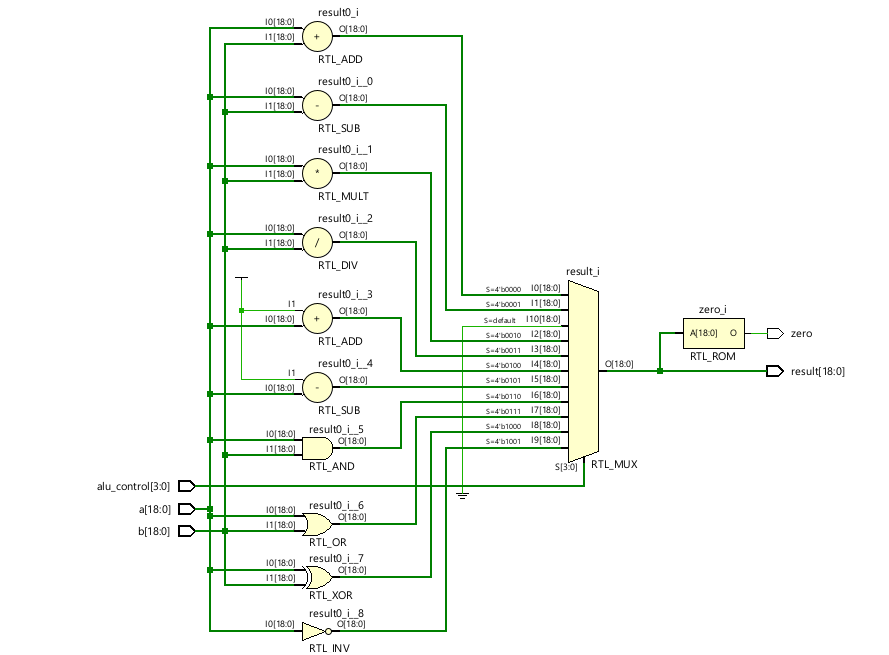 result0_i
I0[18:0]
I1[18:0]
+
O[18:0]
RTL_ADD
result0_i__0
I0[18:0]
I1[18:0]
-
O[18:0]
RTL_SUB
result0_i__1
I0[18:0]
I1[18:0]
*
O[18:0]
RTL_MULT
result0_i__2
I0[18:0]
I1[18:0]
/
O[18:0]
RTL_DIV
result0_i__3
I1
I0[18:0]
+
O[18:0]
RTL_ADD
result0_i__4
I1
I0[18:0]
-
O[18:0]
RTL_SUB
result0_i__5
I0[18:0]
I1[18:0]
O[18:0]
RTL_AND
alu_control[3:0]
a[18:0]
b[18:0]
result0_i__6
I0[18:0]
I1[18:0]
O[18:0]
RTL_OR
result0_i__7
I0[18:0]
I1[18:0]
O[18:0]
RTL_XOR
result0_i__8
I0[18:0]
O[18:0]
RTL_INV
result_i
S=4'b0000 I0[18:0]
S=4'b0001 I1[18:0]
S=default I10[18:0]
S=4'b0010 I2[18:0]
S=4'b0011 I3[18:0]
S=4'b0100 I4[18:0]
S=4'b0101 I5[18:0]
S=4'b0110 I6[18:0]
S=4'b0111 I7[18:0]
S=4'b1000 I8[18:0]
S=4'b1001 I9[18:0]
O[18:0]
S[3:0]
RTL_MUX
zero_i
A[18:0] O
RTL_ROM
zero
result[18:0]